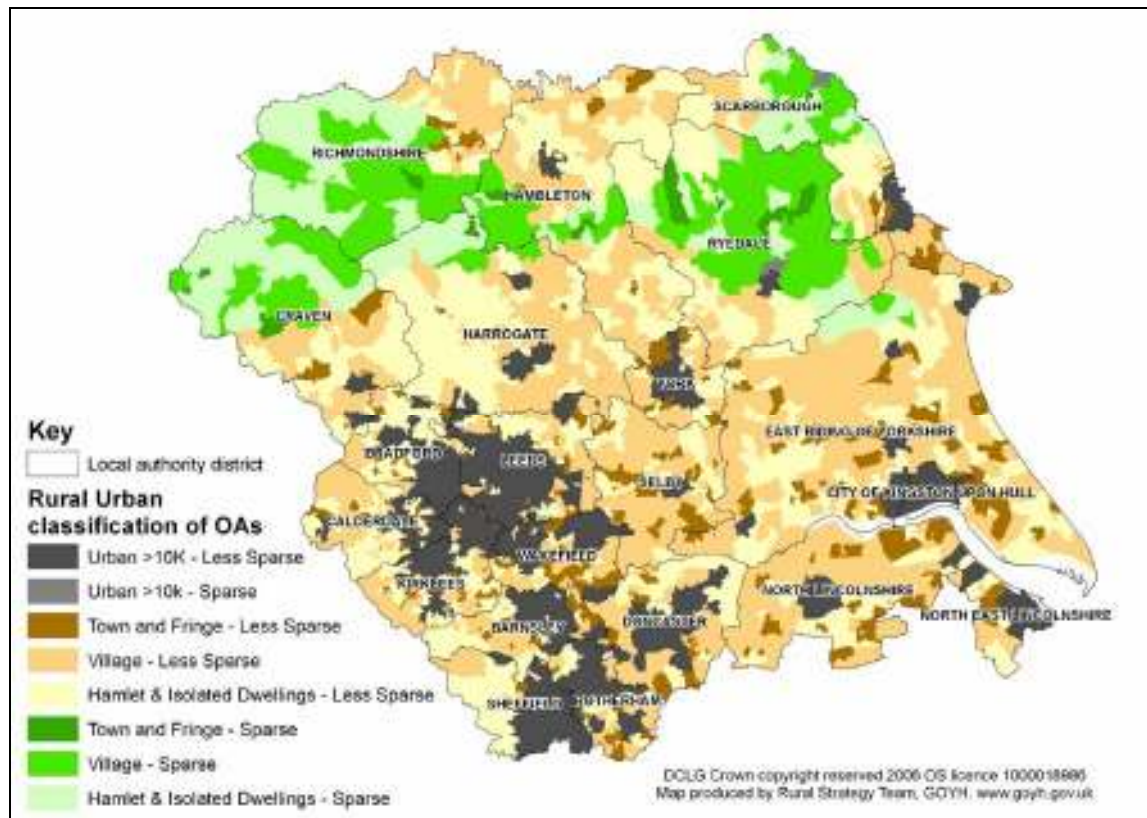 SCARBOROUGH
RICHMONDSHIRE
HAMBLETON
RYEDALE
CRAVEN
HARROGATE
YORK
EAST RIDING OF YORKSHIRE
BRADFORD
LEEDS
SELBY
CITY OF KINGSTON UPON HULL
CALDERDALE
WAKEFIELD
KIRKLEES
NORTH LINCOLNSHIRE
NORTH EAST LINCOLNSHIRE
BARNSLEY
DONCASTER
SHEFFIELD
ROTHERHAM
Key
Local authority district
Rural Urban
classification of OAs
Urban >10K - Less Sparse
Urban >10k - Sparse
Town and Fringe - Less Sparse
Village - Less Sparse
Hamlet & Isolated Dwellings - Less Sparse
Town and Fringe - Sparse
Village - Sparse
Hamlet & Isolated Dwellings - Sparse
DCLG Crown copyright reserved 2006 OS licence 1000018986
Map produced by Rural Strategy Team, GOYH. www.goyh.gov.uk